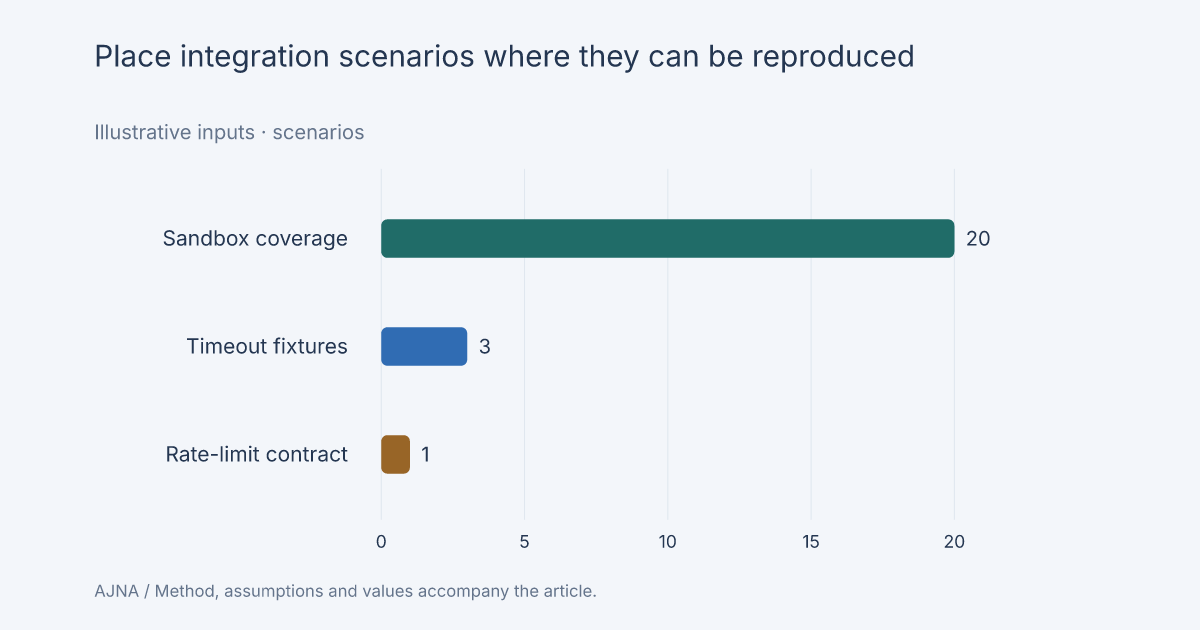 Place integration scenarios where they can be reproduced
Illustrative inputs · scenarios
Sandbox coverage 20
Timeout fixtures 3
Rate-limit contract 1
0 5 10 15 20
AJNA / Method, assumptions and values accompany the article.